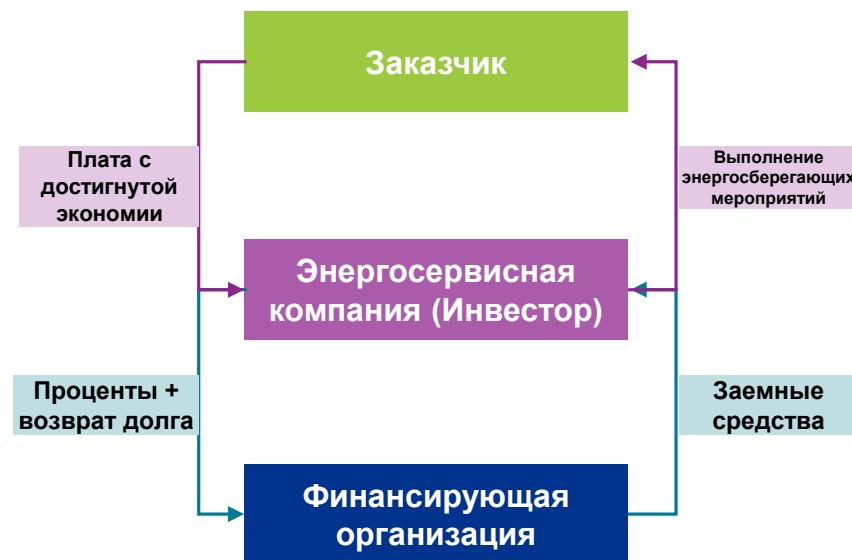 Заказчик
Плата с
достигнутой
экономии
Выполнение
энергосберегающих
мероприятий
Энергосервисная
компания (Инвестор)
Проценты +
возврат долга
Заемные
средства
Финансирующая
организация